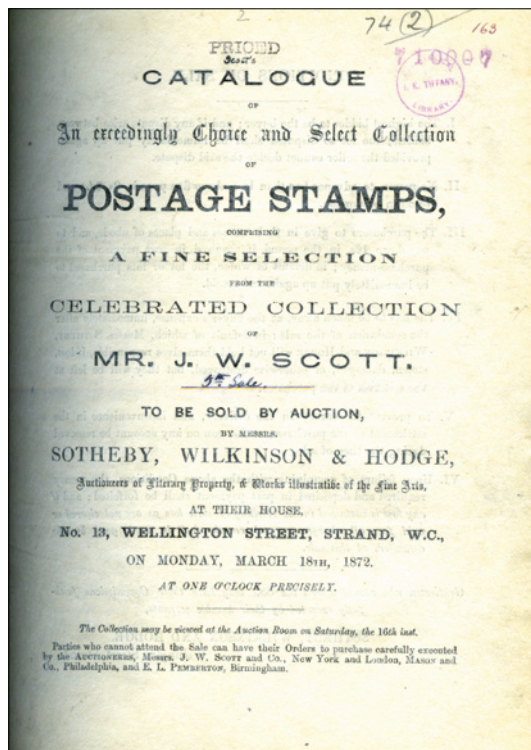 2
74 (2)
163
PRICED
Scott's
710007
J. K. TIFFANY,
LIBRARY.
CATALOGUE
OF
An exceedingly Choice and Select Collection
OF
POSTAGE STAMPS,
COMPRISING
A FINE SELECTION
FROM THE
CELEBRATED COLLECTION
OF
MR. J. W. SCOTT.
Sale.
TO BE SOLD BY AUCTION,
BY MESSRS.
SOTHEBY, WILKINSON & HODGE,
Auctioneers of Literary Property, & Works illustrative of the Fine Arts,
AT THEIR HOUSE,
No. 13, WELLINGTON STREET, STRAND, W.C.,
ON MONDAY, MARCH 18TH, 1872.
AT ONE O'CLOCK PRECISELY.
The Collection may be viewed at the Auction Room on Saturday, the 16th inst.
Parties who cannot attend the Sale can have their Orders to purchase carefully executed
by the AUCTIONEERS, Messrs. J. W. SCOTT and Co., New York and London, MASON and
Co., Philadelphia, and E. L. PEMBERTON, Birmingham.